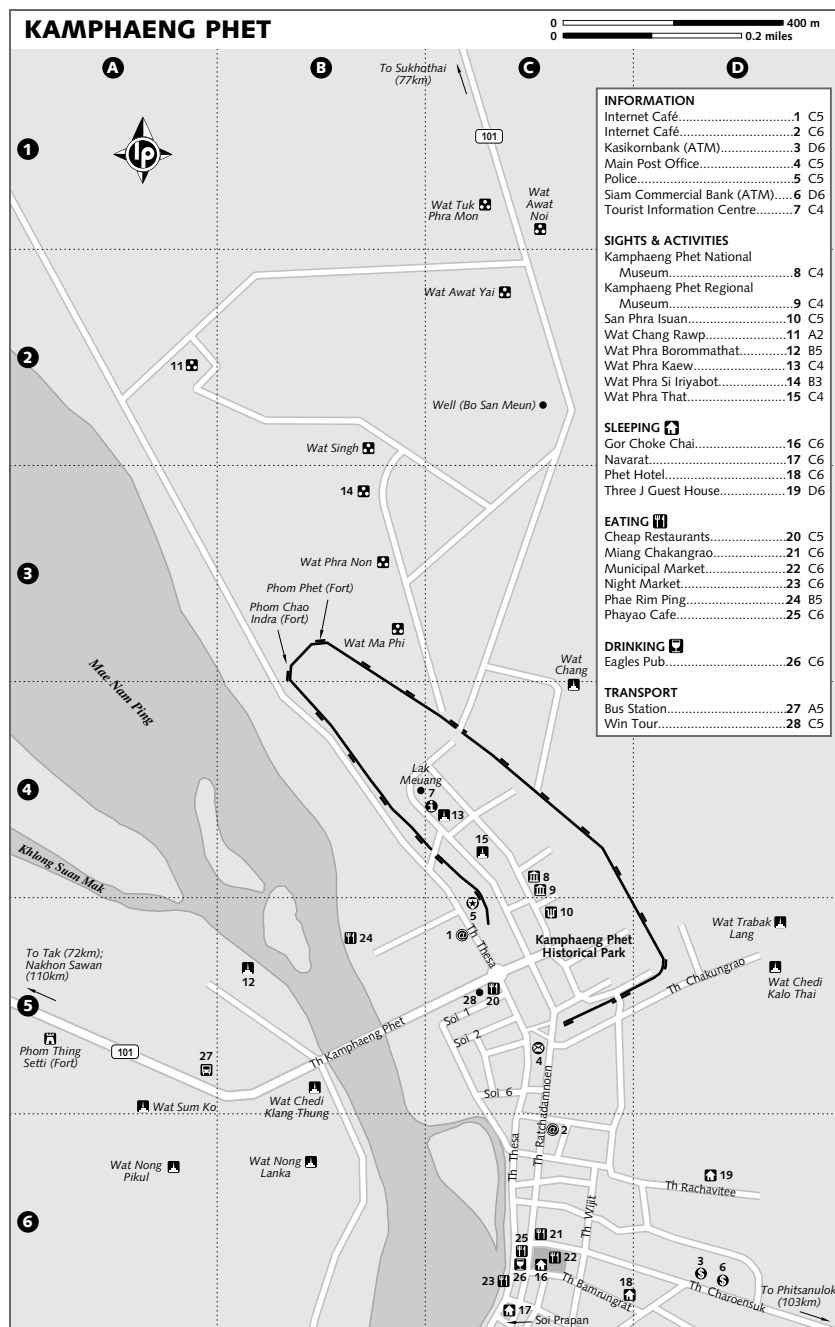 KAMPHAENG PHET
0 400 m
0 0.2 miles
A
B
C
D
1
2
3
4
5
6
lp
To Sukhothai
(77km)
101
INFORMATION
Internet Café....................................1 C5
Internet Café....................................2 C6
Kasikornbank (ATM)........................3 D6
Main Post Office..............................4 C5
Police..............................................5 C5
Siam Commercial Bank (ATM).....6 D6
Tourist Information Centre..........7 C4
SIGHTS & ACTIVITIES
Kamphaeng Phet National
Museum.......................................8 C4
Kamphaeng Phet Regional
Museum.......................................9 C4
San Phra Isuan.............................10 C5
Wat Chang Rawp.........................11 A2
Wat Phra Borommathat...............12 B5
Wat Phra Kaew............................13 C4
Wat Phra Si Iriyabot.....................14 B3
Wat Phra That..............................15 C4
SLEEPING
Gor Choke Chai............................16 C6
Navarat........................................17 C6
Phet Hotel....................................18 C6
Three J Guest House....................19 D6
EATING
Cheap Restaurants.......................20 C5
Miang Chakangrao.......................21 C6
Municipal Market.........................22 C6
Night Market................................23 C6
Phae Rim Ping..............................24 B5
Phayao Cafe.................................25 C6
DRINKING
Eagles Pub...................................26 C6
TRANSPORT
Bus Station...................................27 A5
Win Tour......................................28 C5
Wat Tuk
Phra Mon
Wat
Awat
Noi
Wat Awat Yai
11
Well (Bo San Meun)
Wat Singh
14
Wat Phra Non
Phom Phet (Fort)
Phom Chao
Indra (Fort)
Wat Ma Phi
Wat
Chang
Mae Nam Ping
Lak
Meuang
7
13
15
8
9
10
Khlong Suan Mak
5
1
24
Th Thesa
Kamphaeng Phet
Historical Park
Wat Trabak
Lang
Wat Chedi
Kalo Thai
Th Chakungrao
To Tak (72km);
Nakhon Sawan
(110km)
12
28
20
Soi 1
Soi 2
4
Th Kamphaeng Phet
Phom Thing
Setti (Fort)
101
27
Wat Chedi
Klang Thung
Soi 6
Wat Sum Ko
Th Ratchadamnoen
2
Th Thesa
Wat Nong
Pikul
Wat Nong
Lanka
19
Th Rachavitee
Th Wijit
21
25
22
3
6
23
26
16
Th Bamrungrat
18
Th Charoensuk
To Phitsanulok
(103km)
17
Soi Prapan